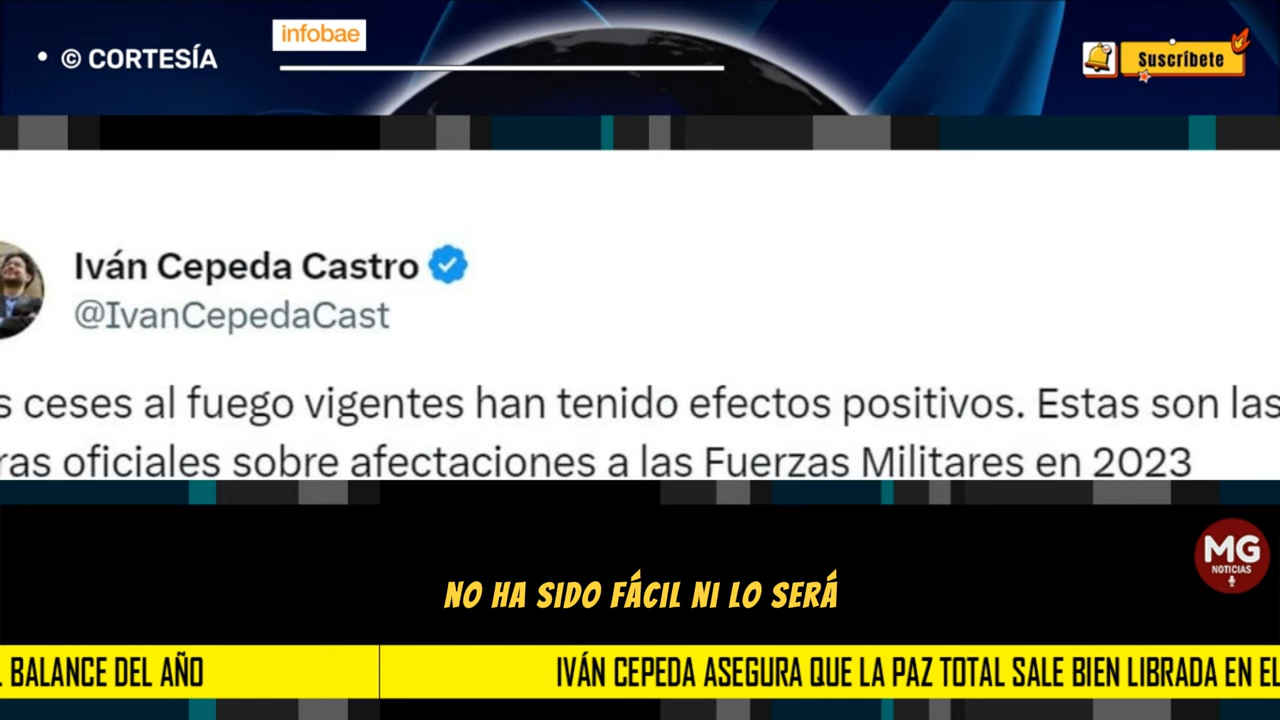 infobae
• © CORTESÍA
Suscríbete
Iván Cepeda Castro
@IvanCepedaCast
ceses al fuego vigentes han tenido efectos positivos. Estas son las
oficiales sobre afectaciones a las Fuerzas Militares en 2023
MG
NOTICIAS
NO HA SIDO FÁCIL NI LO SERÁ
BALANCE DEL AÑO
IVÁN CEPEDA ASEGURA QUE LA PAZ TOTAL SALE BIEN LIBRADA EN EL